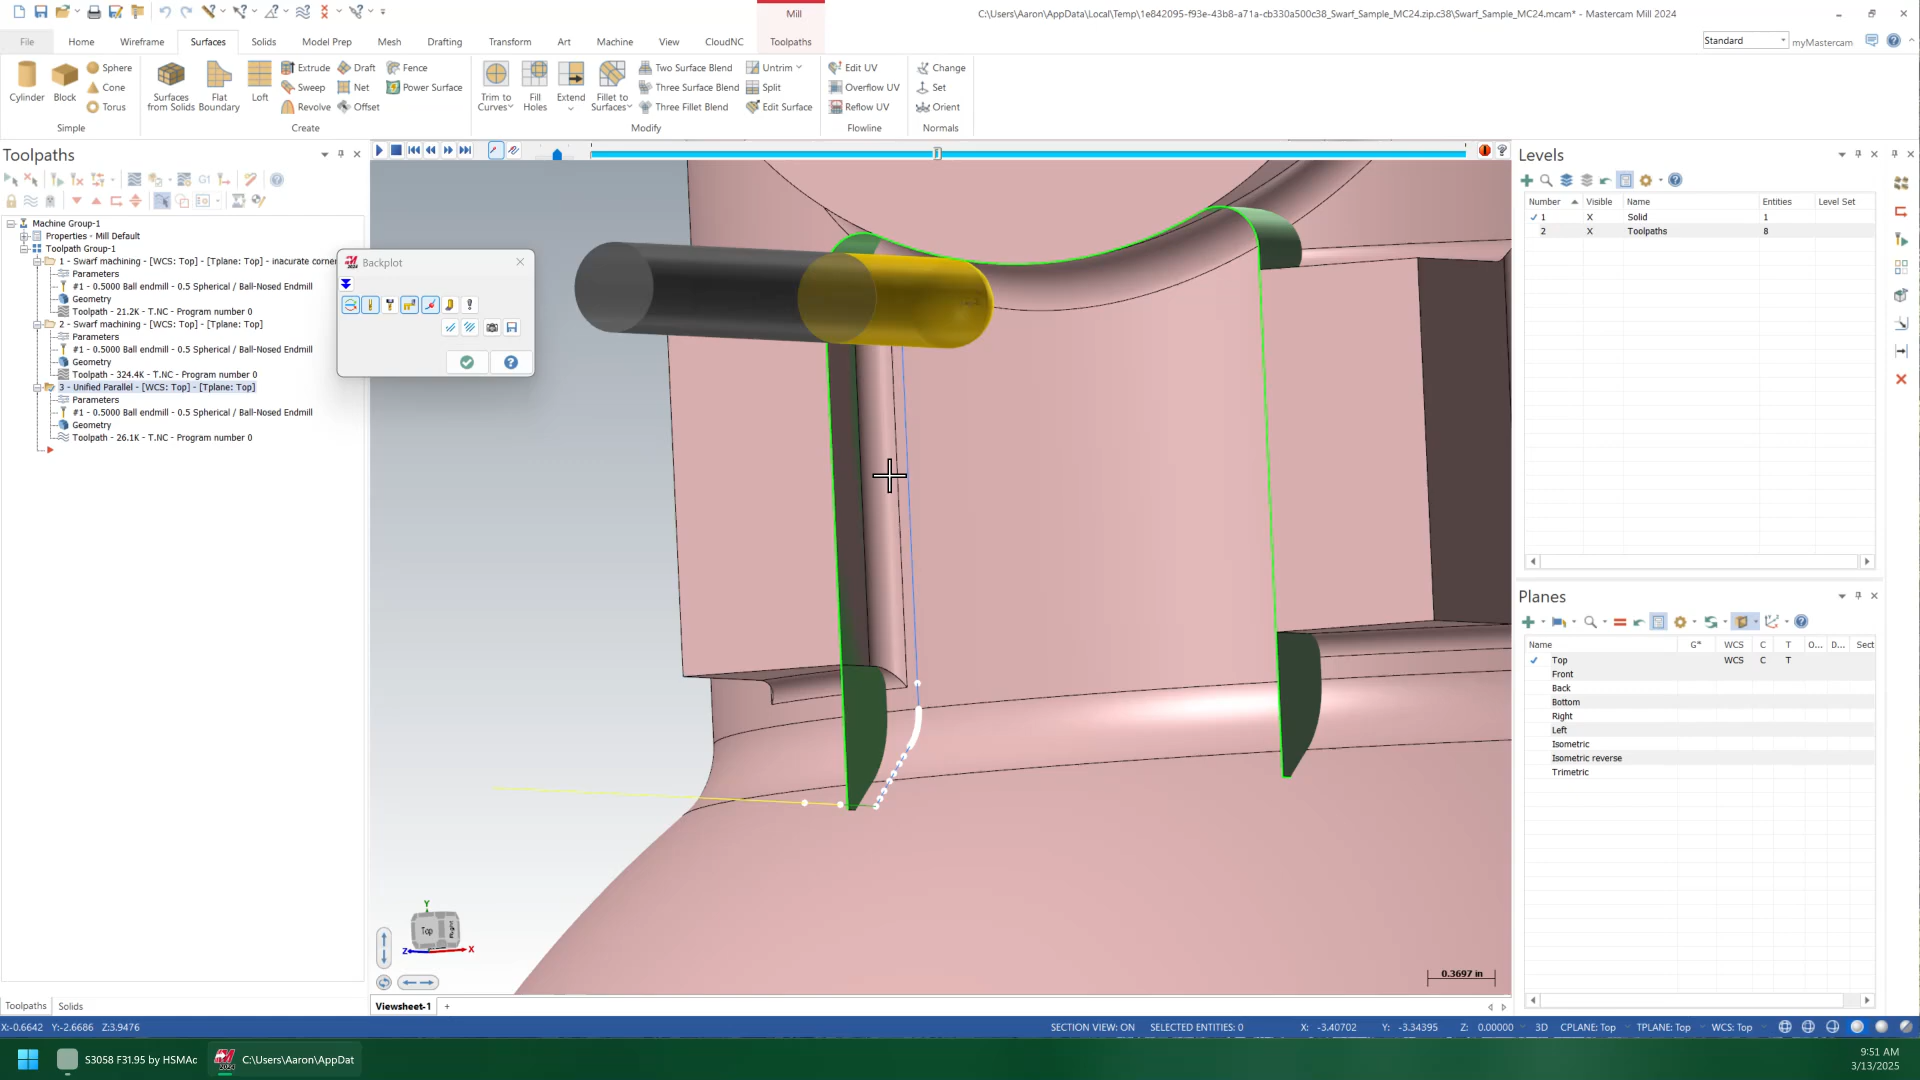 Mill
C:\Users\Aaron\AppData\Local\Temp\1e842095-f93e-43b8-a71a-cb330a500c38_Swarf_Sample_MC24.zip.c38\Swarf_Sample_MC24.mcam* - Mastercam Mill 2024
File Home Wireframe Surfaces Solids Model Prep Mesh Drafting Transform Art Machine View CloudNC Toolpaths
Standard myMastercam
Cylinder Block Sphere Cone Torus
Simple
Surfaces from Solids Flat Boundary Loft Extrude Sweep Revolve Draft Net Offset Fence Power Surface
Create
Trim to Curves Fill Holes Extend Fillet to Surfaces Two Surface Blend Three Surface Blend Three Fillet Blend Untrim Split Edit Surface
Modify
Edit UV Overflow UV Reflow UV
Flowline
Change Set Orient
Normals
Toolpaths
G1
Machine Group-1
Properties - Mill Default
Toolpath Group-1
1 - Swarf machining - [WCS: Top] - [Tplane: Top] - inacurate corner
Parameters
#1 - 0.5000 Ball endmill - 0.5 Spherical / Ball-Nosed Endmill
Geometry
Toolpath - 21.2K - T.NC - Program number 0
2 - Swarf machining - [WCS: Top] - [Tplane: Top]
Parameters
#1 - 0.5000 Ball endmill - 0.5 Spherical / Ball-Nosed Endmill
Geometry
Toolpath - 324.4K - T.NC - Program number 0
3 - Unified Parallel - [WCS: Top] - [Tplane: Top]
Parameters
#1 - 0.5000 Ball endmill - 0.5 Spherical / Ball-Nosed Endmill
Geometry
Toolpath - 26.1K - T.NC - Program number 0
Backplot
Levels
Number Visible Name Entities Level Set
1 X Solid 1
2 X Toolpaths 8
Planes
Name G* WCS C T O... D... Sect
Top WCS C T
Front
Back
Bottom
Right
Left
Isometric
Isometric reverse
Trimetric
Y
Top Right
Z X
0.3697 in
Toolpaths Solids
Viewsheet-1 +
X:-0.6642 Y:-2.6686 Z:3.9476
SECTION VIEW: ON SELECTED ENTITIES: 0 X: -3.40702 Y: -3.34395 Z: 0.00000 3D CPLANE: Top TPLANE: Top WCS: Top
S3058 F31.95 by HSMAc
2024 C:\Users\Aaron\AppDat
9:51 AM
3/13/2025